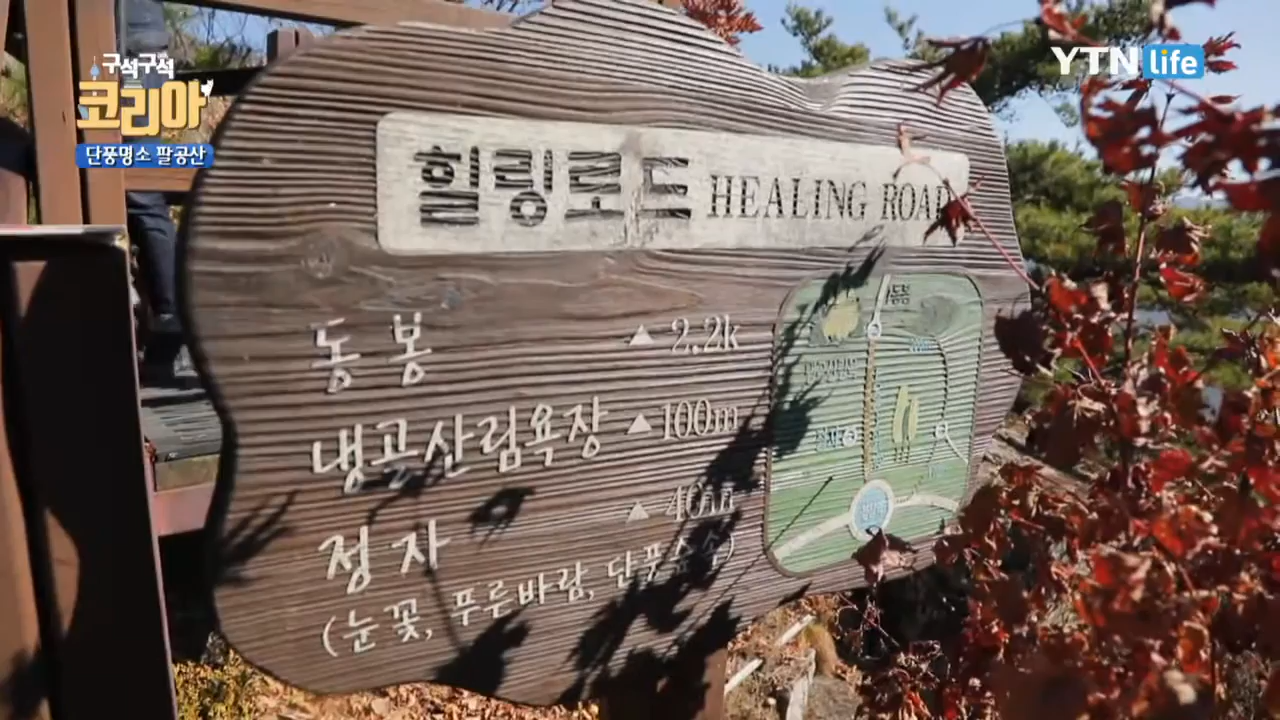 구석구석
코리아
단풍명소 팔공산
YTN life
힐링로드 HEALING ROAD
동봉 ▲ 2.2k
냉골산림욕장 ▲ 100m
정자 ▲ 40m
(눈꽃, 푸른바람, 단풍숲속)
동봉